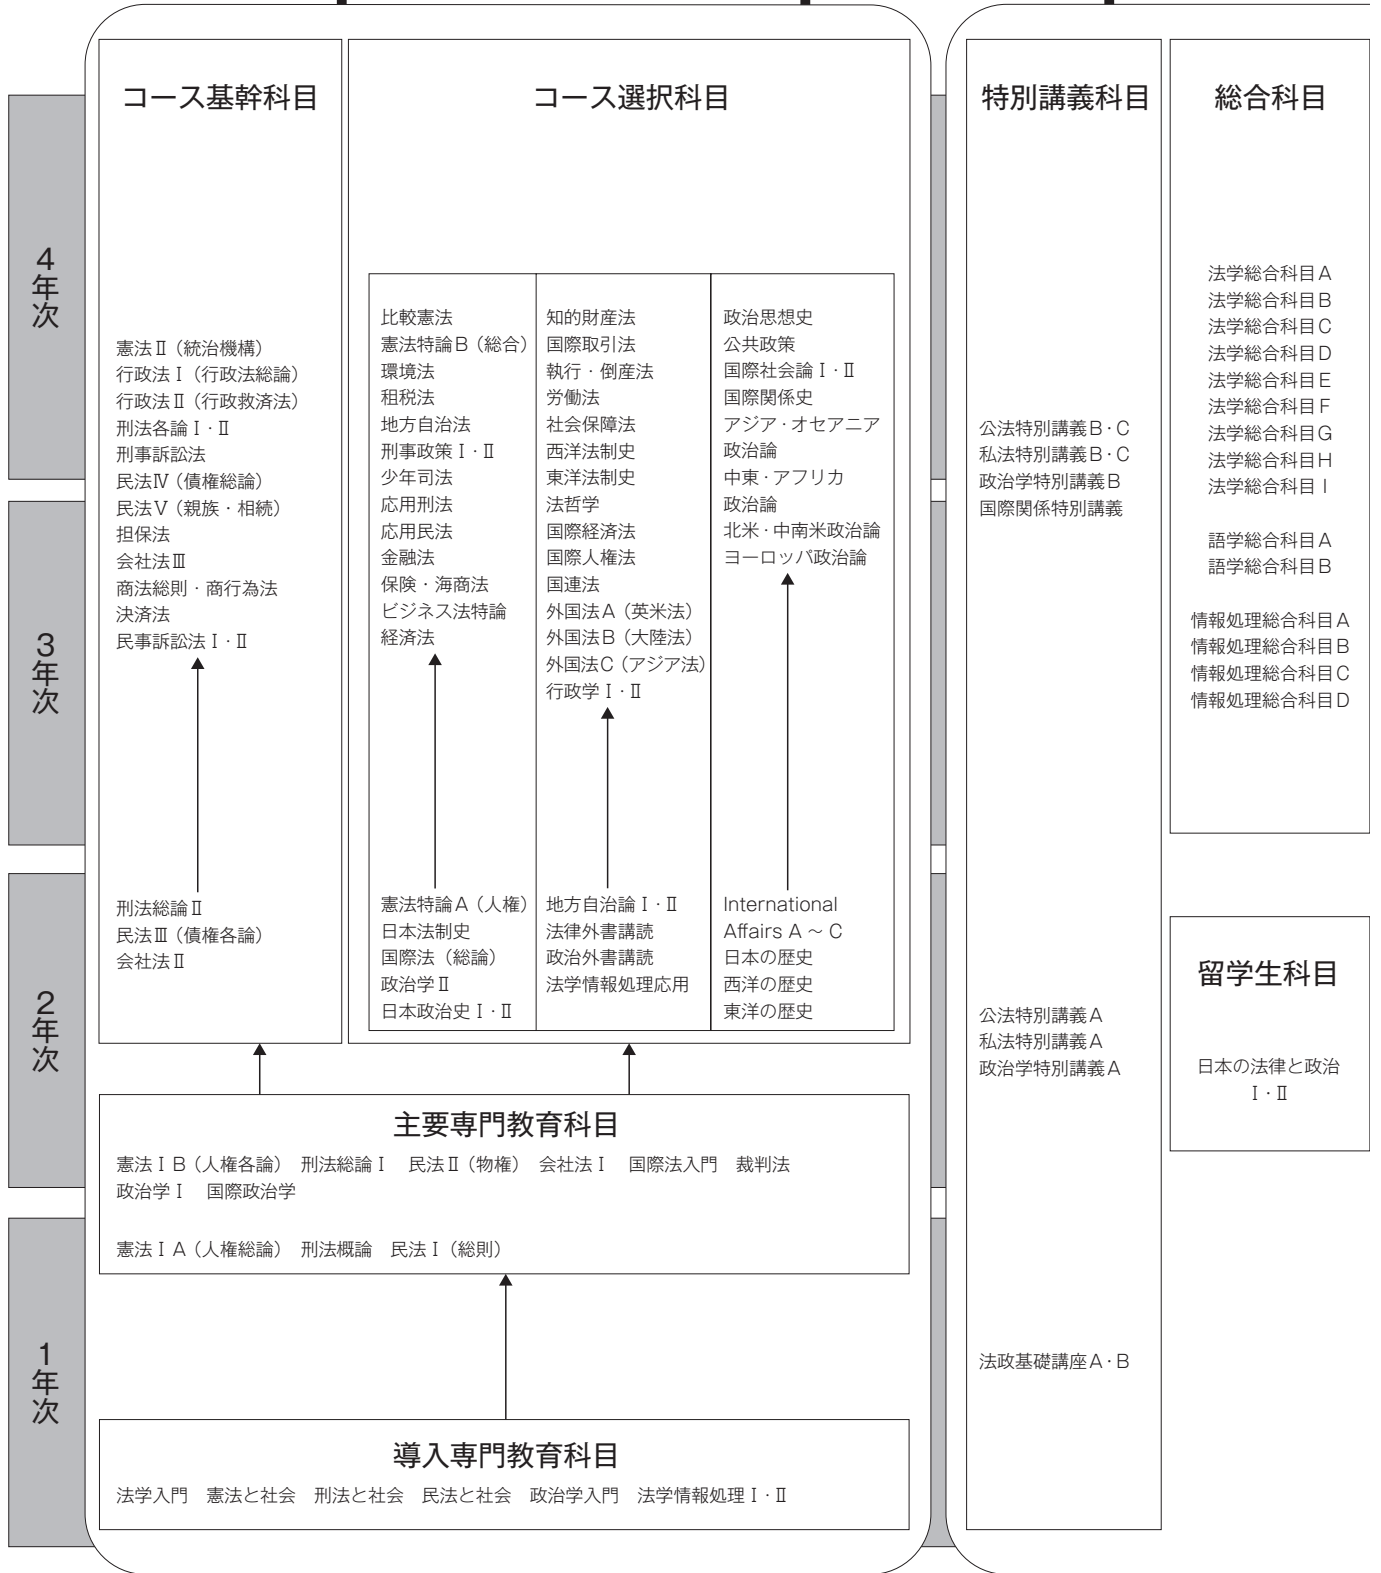 4年次
3年次
2年次
1年次
コース基幹科目
憲法Ⅱ（統治機構）
行政法Ⅰ（行政法総論）
行政法Ⅱ（行政救済法）
刑法各論Ⅰ・Ⅱ
刑事訴訟法
民法Ⅳ（債権総論）
民法Ⅴ（親族・相続）
担保法
会社法Ⅲ
商法総則・商行為法
決済法
民事訴訟法Ⅰ・Ⅱ
刑法総論Ⅱ
民法Ⅲ（債権各論）
会社法Ⅱ
コース選択科目
比較憲法
憲法特論B（総合）
環境法
租税法
地方自治法
刑事政策Ⅰ・Ⅱ
少年司法
応用刑法
応用民法
金融法
保険・海商法
ビジネス法特論
経済法
憲法特論A（人権）
日本法制史
国際法（総論）
政治学Ⅱ
日本政治史Ⅰ・Ⅱ
知的財産法
国際取引法
執行・倒産法
労働法
社会保障法
西洋法制史
東洋法制史
法哲学
国際経済法
国際人権法
国連法
外国法A（英米法）
外国法B（大陸法）
外国法C（アジア法）
行政学Ⅰ・Ⅱ
地方自治論Ⅰ・Ⅱ
法律外書講読
政治外書講読
法学情報処理応用
政治思想史
公共政策
国際社会論Ⅰ・Ⅱ
国際関係史
アジア・オセアニア
政治論
中東・アフリカ
政治論
北米・中南米政治論
ヨーロッパ政治論
International
Affairs A ～ C
日本の歴史
西洋の歴史
東洋の歴史
主要専門教育科目
憲法ⅠB（人権各論）　刑法総論Ⅰ　民法Ⅱ（物権）　会社法Ⅰ　国際法入門　裁判法
政治学Ⅰ　国際政治学
憲法ⅠA（人権総論）　刑法概論　民法Ⅰ（総則）
導入専門教育科目
法学入門　憲法と社会　刑法と社会　民法と社会　政治学入門　法学情報処理Ⅰ・Ⅱ
特別講義科目
公法特別講義B・C
私法特別講義B・C
政治学特別講義B
国際関係特別講義
公法特別講義A
私法特別講義A
政治学特別講義A
法政基礎講座A・B
総合科目
法学総合科目A
法学総合科目B
法学総合科目C
法学総合科目D
法学総合科目E
法学総合科目F
法学総合科目G
法学総合科目H
法学総合科目I
語学総合科目A
語学総合科目B
情報処理総合科目A
情報処理総合科目B
情報処理総合科目C
情報処理総合科目D
留学生科目
日本の法律と政治
Ⅰ・Ⅱ